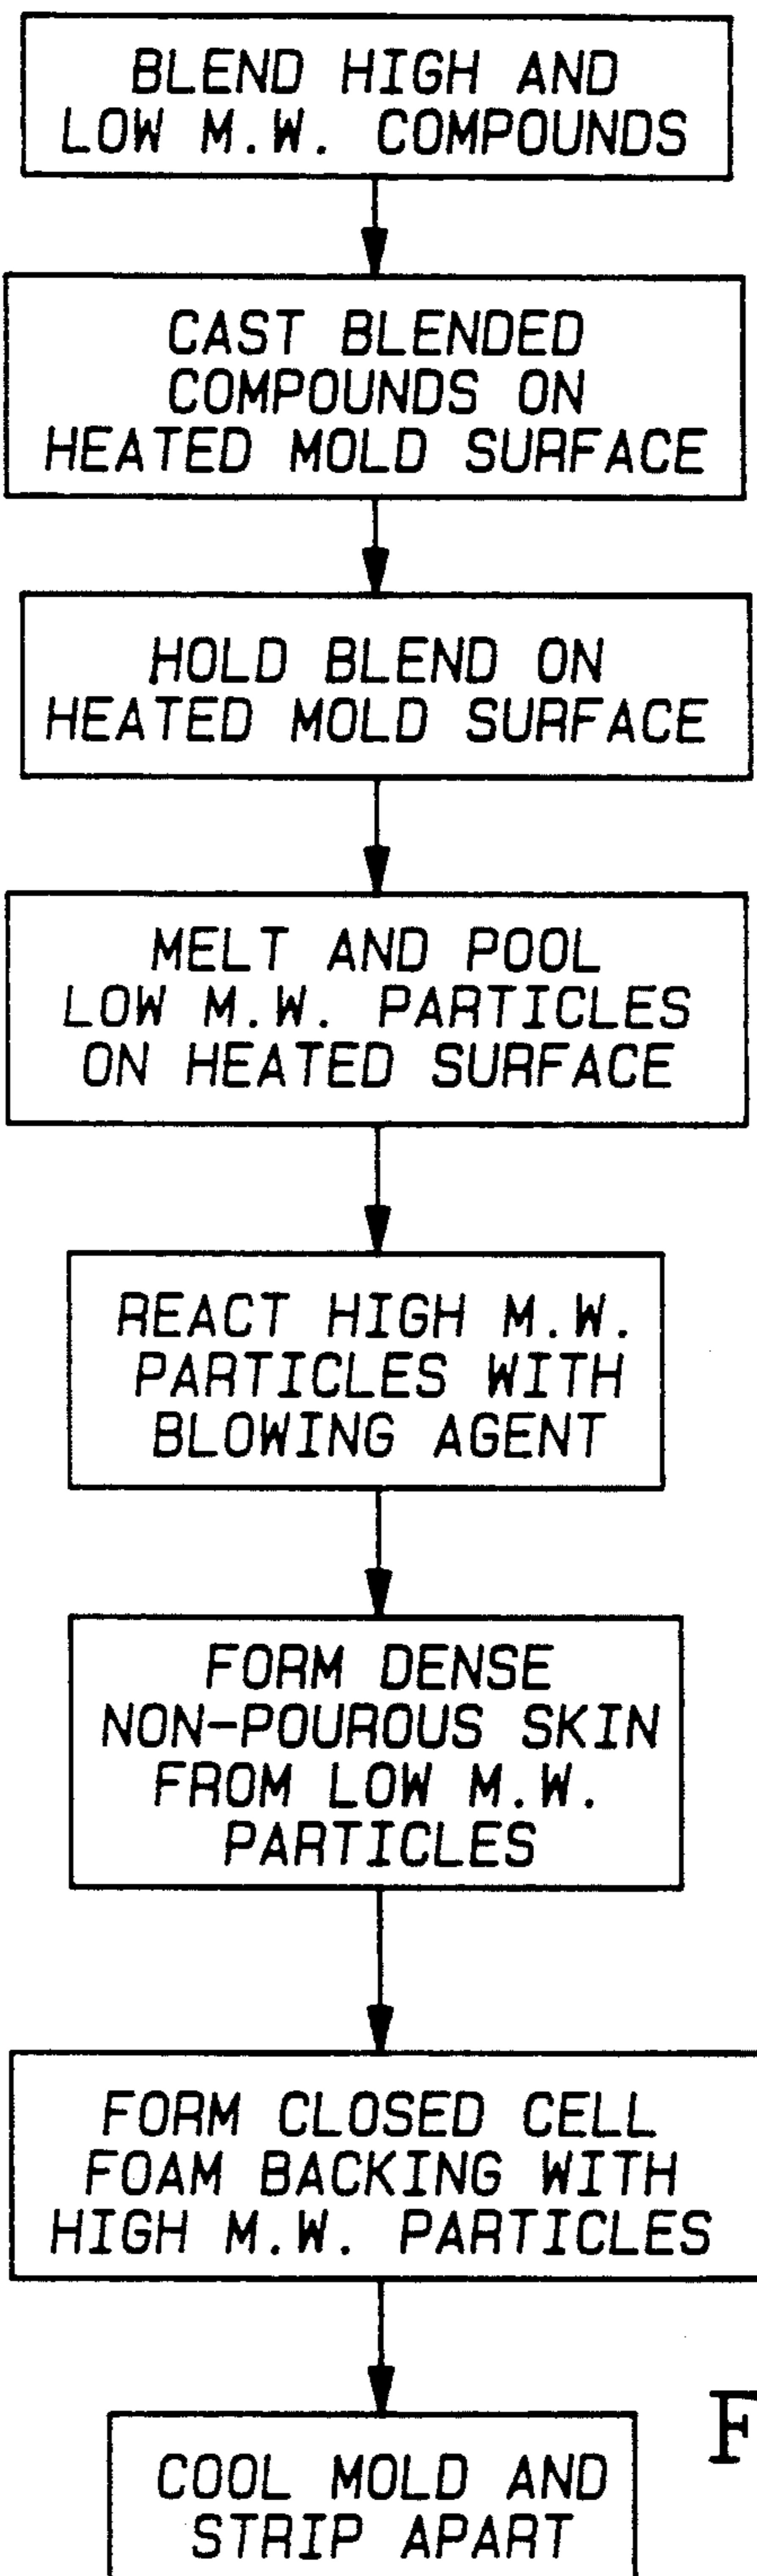 BLEND HIGH AND
LOW M.W. COMPOUNDS
CAST BLENDED
COMPOUNDS ON
HEATED MOLD SURFACE
HOLD BLEND ON
HEATED MOLD SURFACE
MELT AND POOL
LOW M.W. PARTICLES
ON HEATED SURFACE
REACT HIGH M.W.
PARTICLES WITH
BLOWING AGENT
FORM DENSE
NON-POUROUS SKIN
FROM LOW M.W.
PARTICLES
FORM CLOSED CELL
FOAM BACKING WITH
HIGH M.W. PARTICLES
F
COOL MOLD AND
STRIP APART